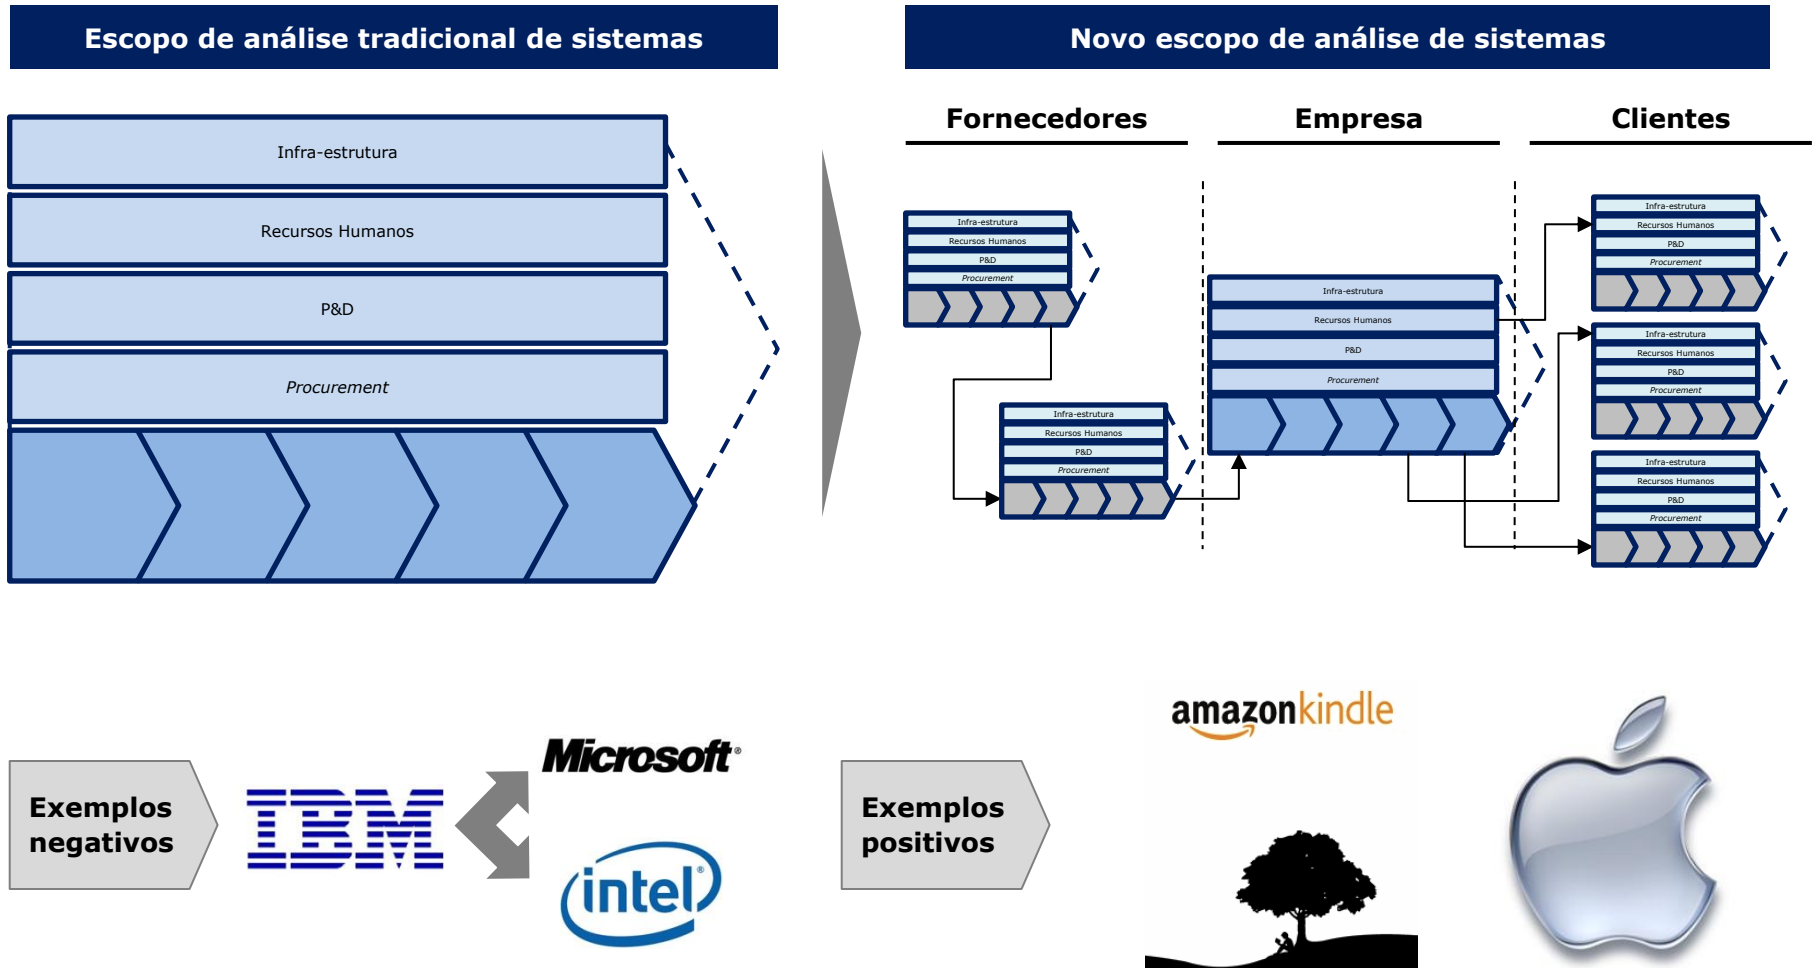 Escopo de análise tradicional de sistemas
Infra-estrutura
Recursos Humanos
P&D
Procurement
Novo escopo de análise de sistemas
Fornecedores
Empresa
Clientes
Infra-estrutura
Recursos Humanos
P&D
Procurement
Infra-estrutura
Recursos Humanos
P&D
Procurement
Infra-estrutura
Recursos Humanos
P&D
Procurement
Infra-estrutura
Recursos Humanos
P&D
Procurement
Infra-estrutura
Recursos Humanos
P&D
Procurement
Infra-estrutura
Recursos Humanos
P&D
Procurement
Exemplos
negativos
IBM
Microsoft®
intel®
Exemplos
positivos
amazonkindle